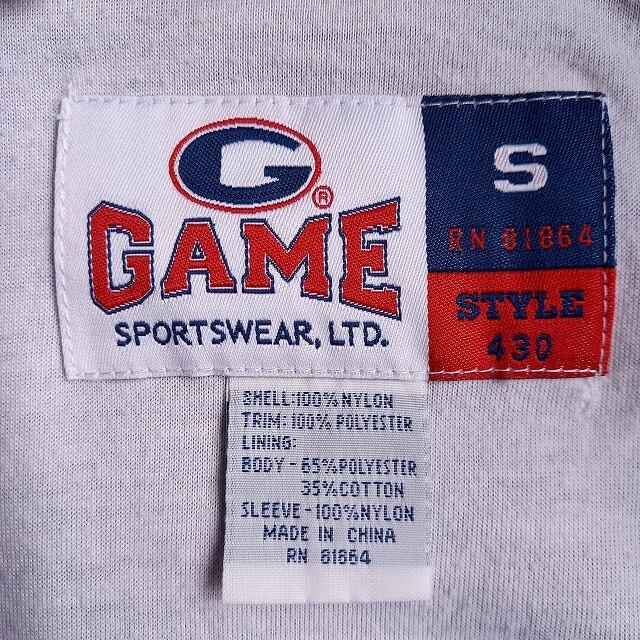 G
®
GAME
SPORTSWEAR, LTD.
S
RN 81864
STYLE
430
SHELL:100%NYLON
TRIM:100% POLYESTER
LINING:
BODY-65%POLYESTER
35%COTTON
SLEEVE-100%NYLON
MADE IN CHINA
RN 81864